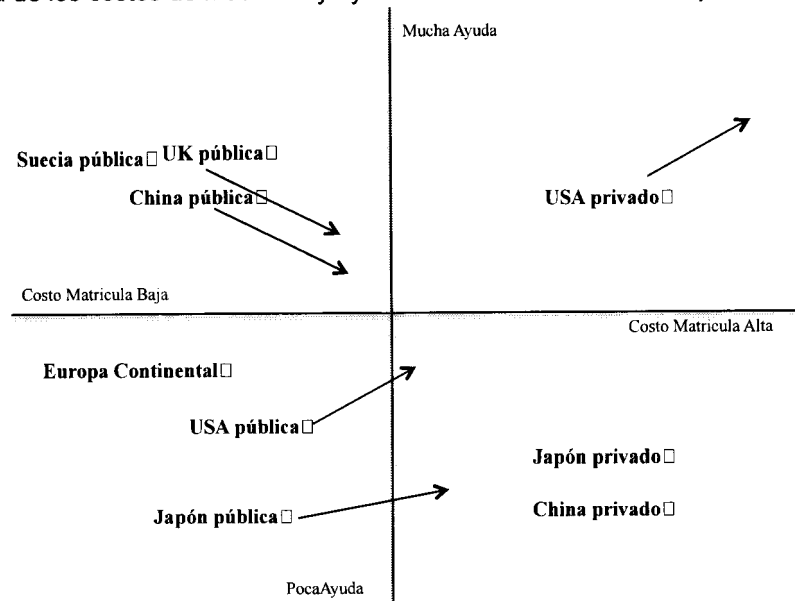 Mucha Ayuda
Suecia pública
UK pública
China pública
USA privado
Costo Matricula Baja
Costo Matricula Alta
Europa Continental
USA pública
Japón privado
Japón pública
China privado
PocaAyuda